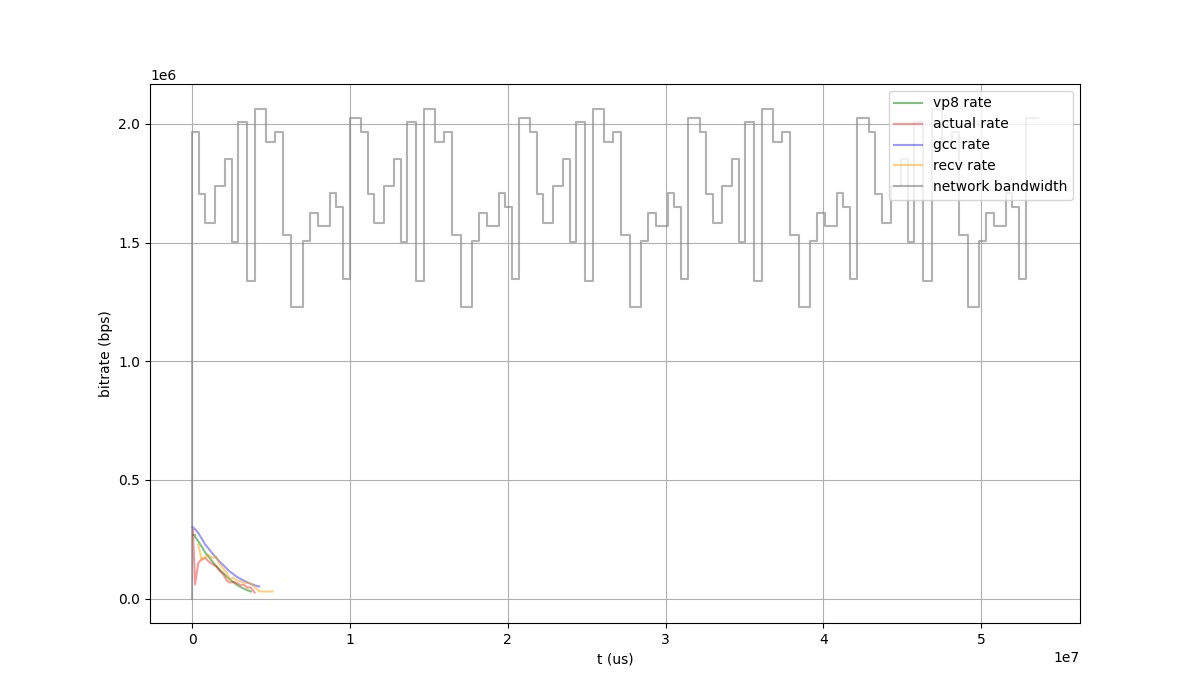 1e6
2.0
1.5
1.0
0.5
0.0
bitrate (bps)
0
1
2
3
4
5
t (us)
1e7
vp8 rate
actual rate
gcc rate
recv rate
network bandwidth